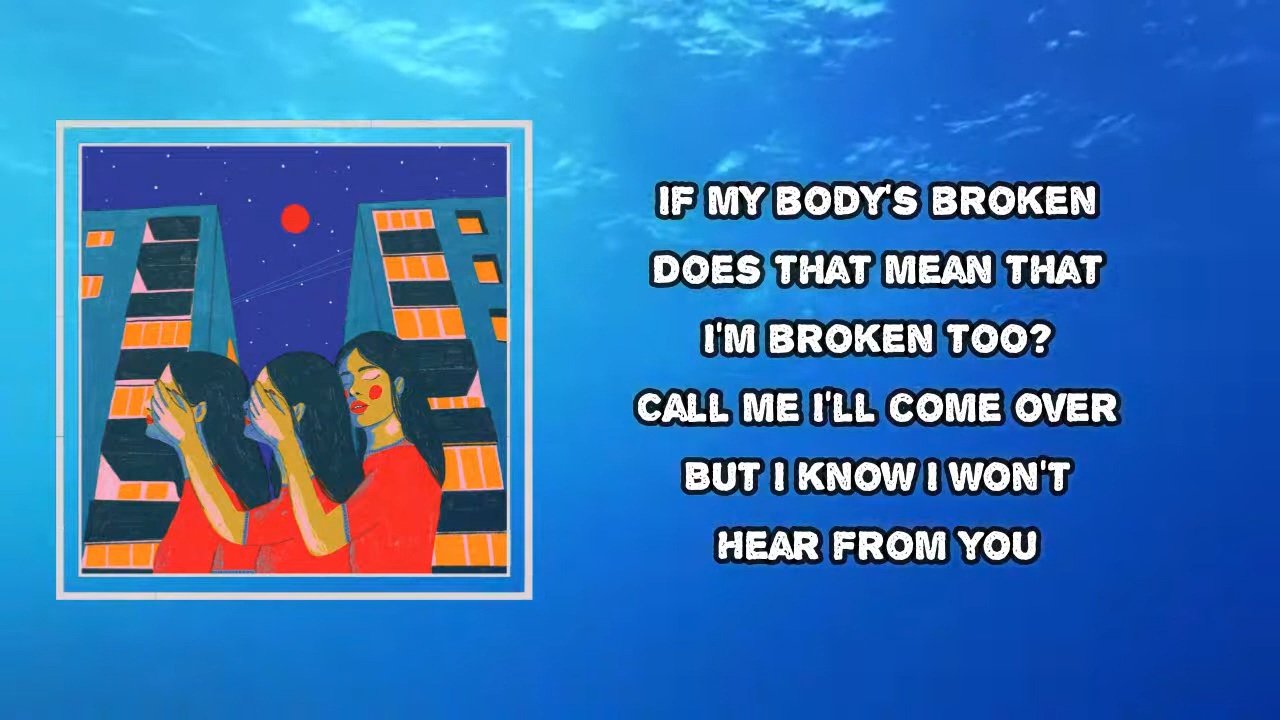 IF MY BODY'S BROKEN
DOES THAT MEAN THAT
I'M BROKEN TOO?
CALL ME I'LL COME OVER
BUT I KNOW I WON'T
HEAR FROM YOU